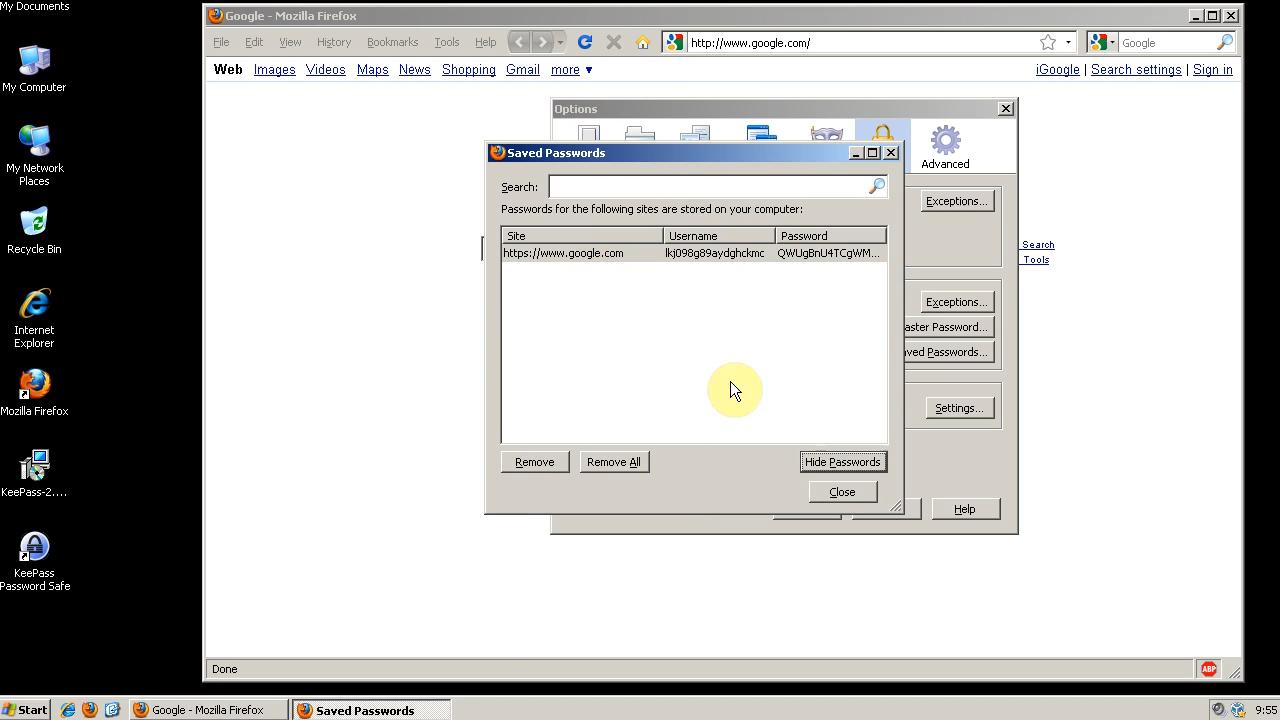 My Documents
My Computer
My Network
Places
Recycle Bin
Internet
Explorer
Mozilla Firefox
KeePass-2....
KeePass
Password Safe
Google - Mozilla Firefox
File Edit View History Bookmarks Tools Help
http://www.google.com/
Google
Web Images Videos Maps News Shopping Gmail more ▼
iGoogle | Search settings | Sign in
Options
Advanced
Exceptions...
Search
Tools
Exceptions...
aster Password...
aved Passwords...
Settings...
Help
Saved Passwords
Search:
Passwords for the following sites are stored on your computer:
Site Username Password
https://www.google.com lkj098g89aydghckmc QWUgBnU4TCgWM...
Remove Remove All Hide Passwords
Close
Done
ABP
Start Google - Mozilla Firefox Saved Passwords 9:55